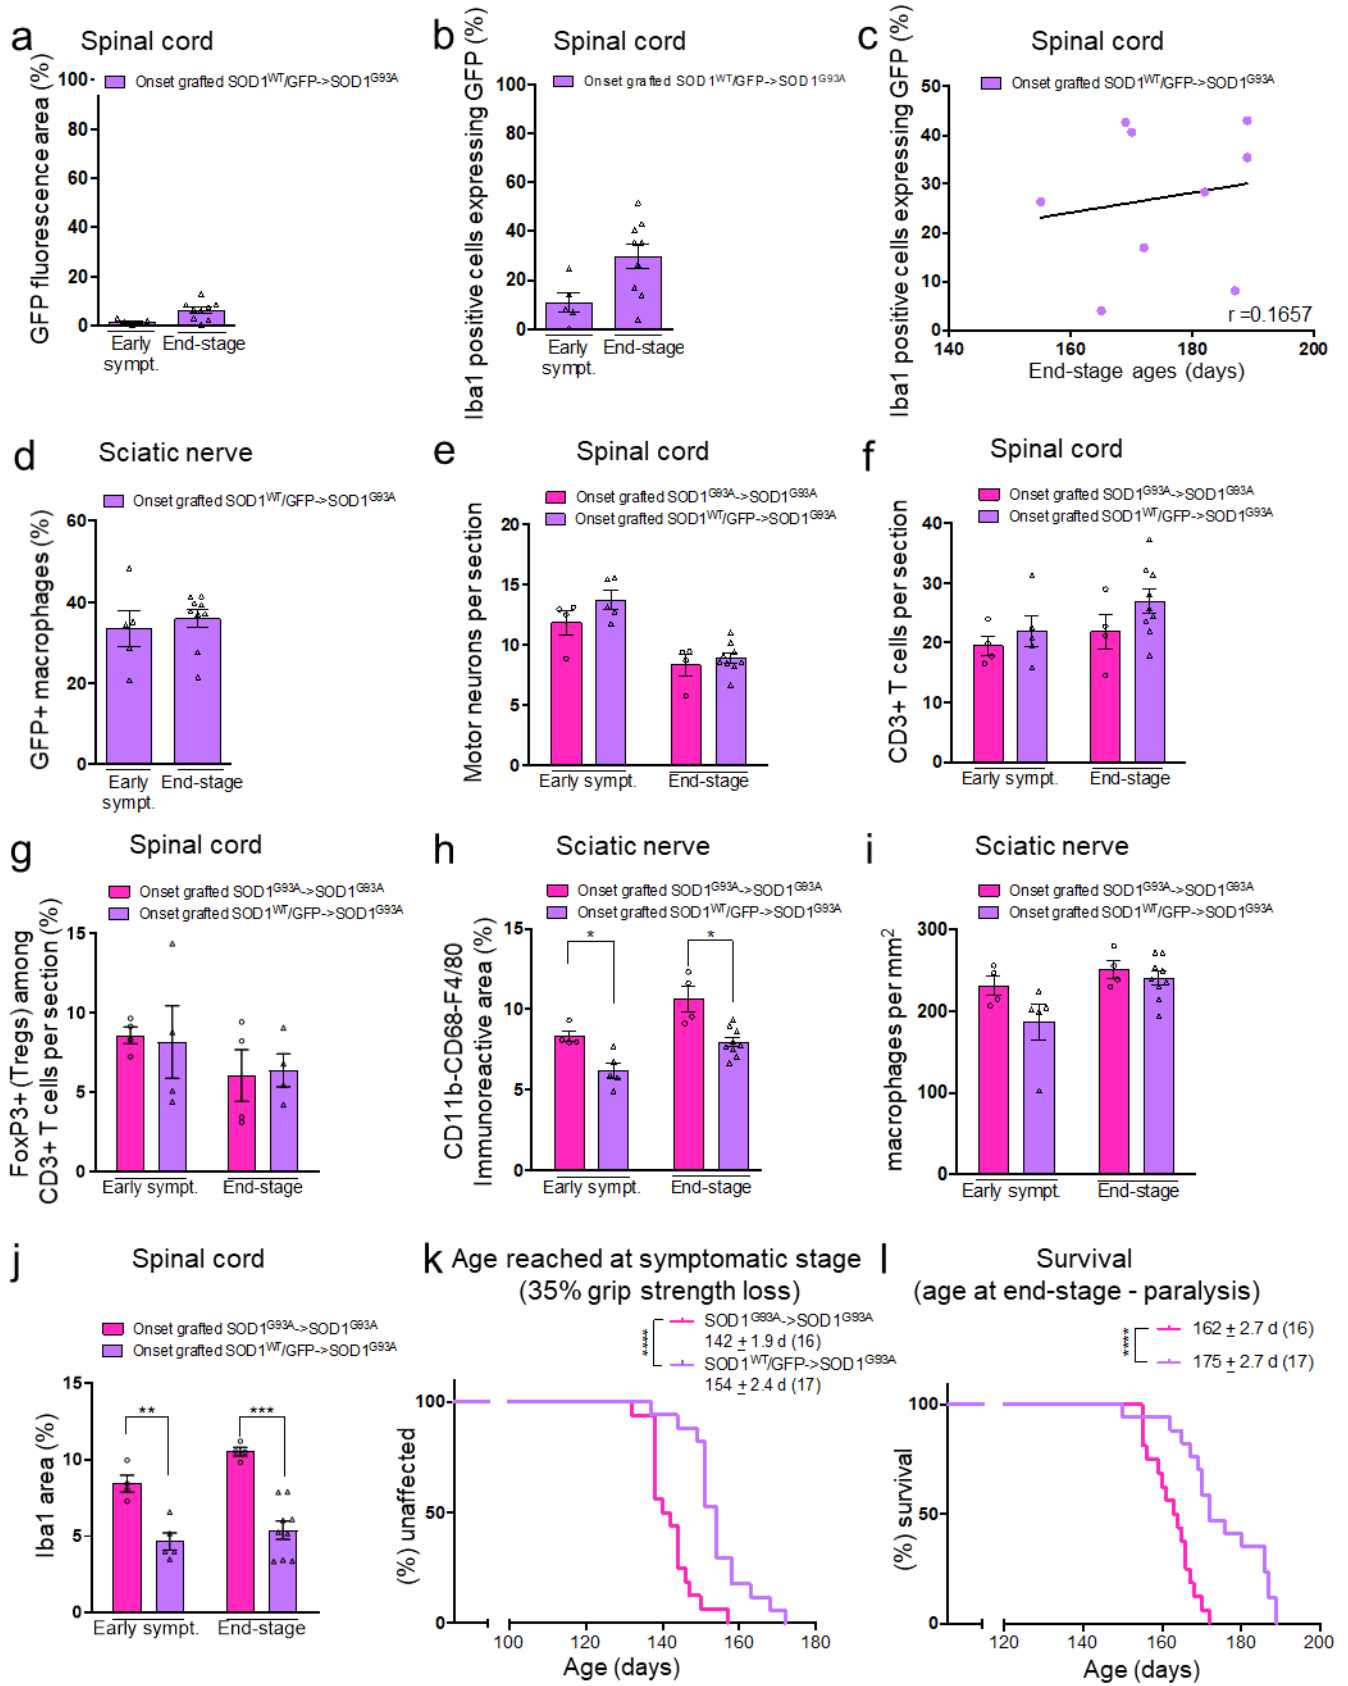 a
Spinal cord
GFP fluorescence area (%)
Onset grafted SOD1WT/GFP->SOD1G93A
100
80
60
40
20
0
Early sympt.
End-stage
b
Spinal cord
Iba1 positive cells expressing GFP (%)
Onset grafted SOD1WT/GFP->SOD1G93A
100
80
60
40
20
0
Early sympt.
End-stage
c
Spinal cord
Iba1 positive cells expressing GFP (%)
Onset grafted SOD1WT/GFP->SOD1G93A
50
40
30
20
10
0
r =0.1657
140
160
180
200
End-stage ages (days)
d
Sciatic nerve
GFP+ macrophages (%)
Onset grafted SOD1WT/GFP->SOD1G93A
60
40
20
0
Early sympt.
End-stage
e
Spinal cord
Motor neurons per section
Onset grafted SOD1G93A->SOD1G93A
Onset grafted SOD1WT/GFP->SOD1G93A
20
15
10
5
0
Early sympt.
End-stage
f
Spinal cord
CD3+ T cells per section
Onset grafted SOD1G93A->SOD1G93A
Onset grafted SOD1WT/GFP->SOD1G93A
40
30
20
10
0
Early sympt.
End-stage
g
Spinal cord
FoxP3+ (Tregs) among
CD3+ T cells per section (%)
Onset grafted SOD1G93A->SOD1G93A
Onset grafted SOD1WT/GFP->SOD1G93A
15
10
5
0
Early sympt.
End-stage
h
Sciatic nerve
CD11b-CD68-F4/80
Immunoreactive area (%)
Onset grafted SOD1G93A->SOD1G93A
Onset grafted SOD1WT/GFP->SOD1G93A
15
10
5
0
*
*
Early sympt.
End-stage
i
Sciatic nerve
macrophages per mm2
Onset grafted SOD1G93A->SOD1G93A
Onset grafted SOD1WT/GFP->SOD1G93A
300
200
100
0
Early sympt.
End-stage
j
Spinal cord
Iba1 area (%)
Onset grafted SOD1G93A->SOD1G93A
Onset grafted SOD1WT/GFP->SOD1G93A
15
10
5
0
**
***
Early sympt.
End-stage
k
Age reached at symptomatic stage
(35% grip strength loss)
****
SOD1G93A->SOD1G93A
142 ± 1.9 d (16)
SOD1WT/GFP->SOD1G93A
154 ± 2.4 d (17)
(%) unaffected
100
50
0
100
120
140
160
180
Age (days)
l
Survival
(age at end-stage - paralysis)
****
162 ± 2.7 d (16)
175 ± 2.7 d (17)
(%) survival
100
50
0
120
140
160
180
200
Age (days)